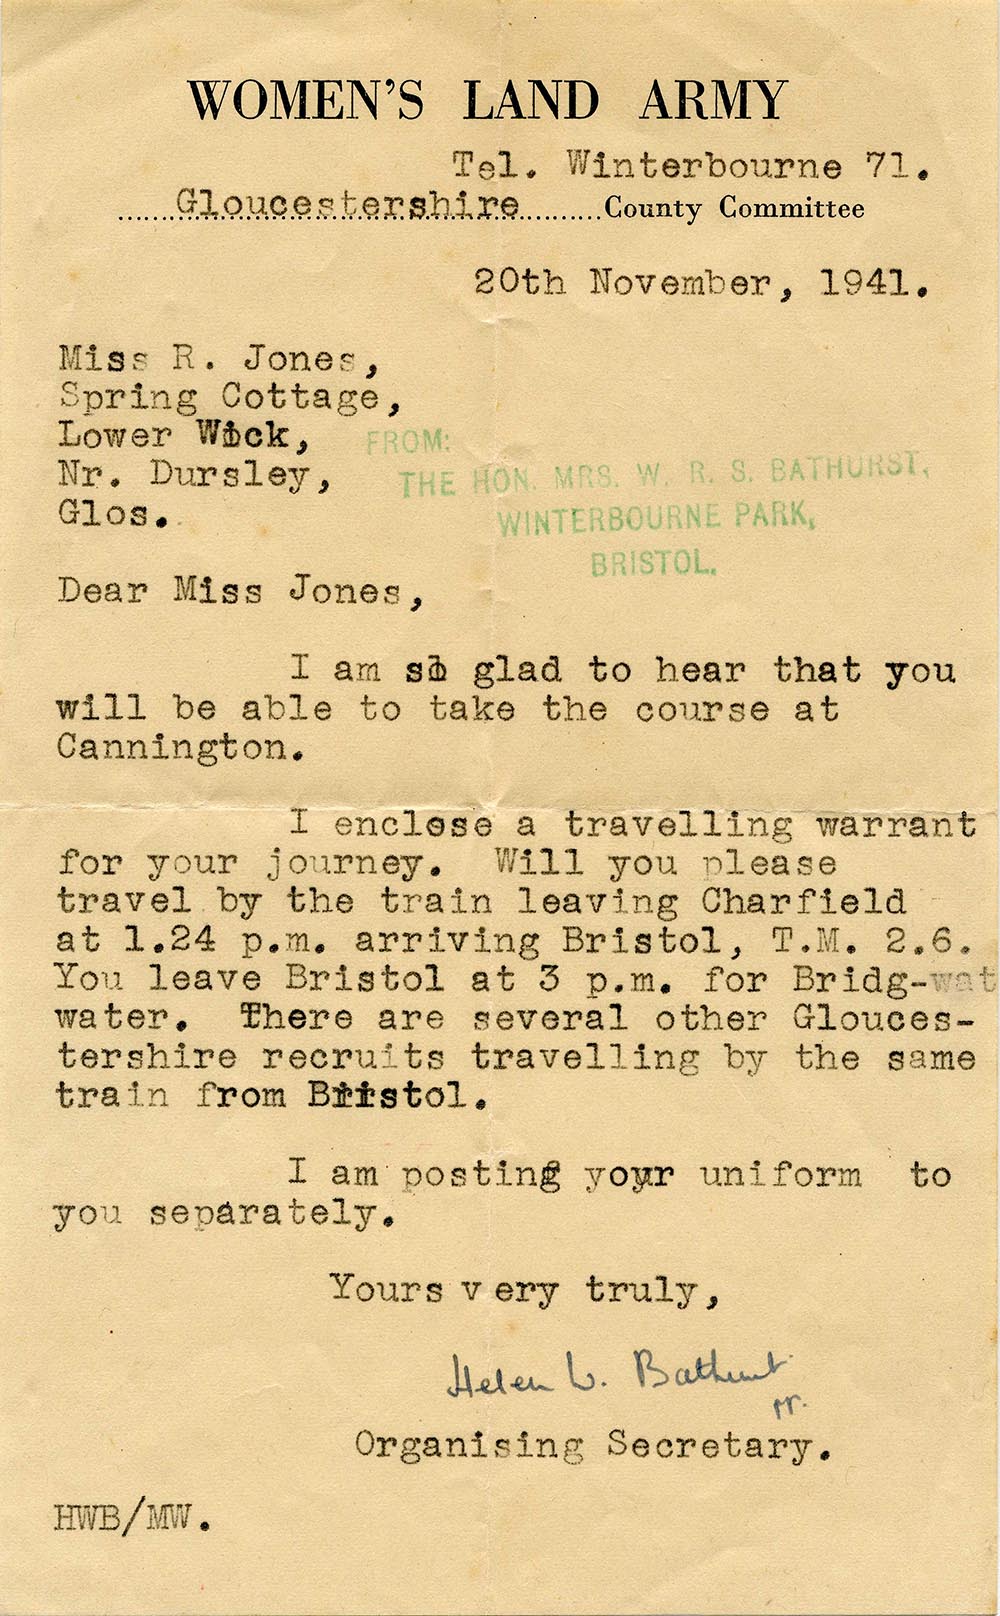 WOMEN'S LAND ARMY
Tel. Winterbourne 71.
Gloucestershire County Committee
20th November, 1941.
Miss R. Jones,
Spring Cottage,
Lower Wick,
Nr. Dursley,
Glos.
FROM:
THE HON. MRS. W. R. S. BATHURST,
WINTERBOURNE PARK,
BRISTOL.
Dear Miss Jones,
I am so glad to hear that you
will be able to take the course at
Cannington.
I enclose a travelling warrant
for your journey. Will you please
travel by the train leaving Charfield
at 1.24 p.m. arriving Bristol, T.M. 2.6.
You leave Bristol at 3 p.m. for Bridg-wat
water. There are several other Glouces-
tershire recruits travelling by the same
train from Bristol.
I am posting your uniform to
you separately.
Yours v ery truly,
Helen W. Bathurst
Organising Secretary.
HWB/MW.